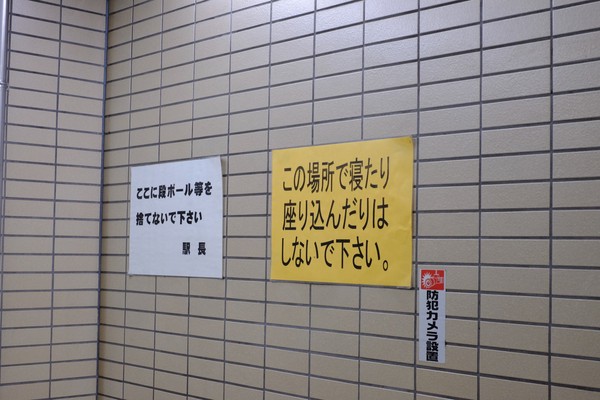 ここに段ボール等を
捨てないで下さい
駅 長
この場所で寝たり
座り込んだりは
しないで下さい。
防犯カメラ設置